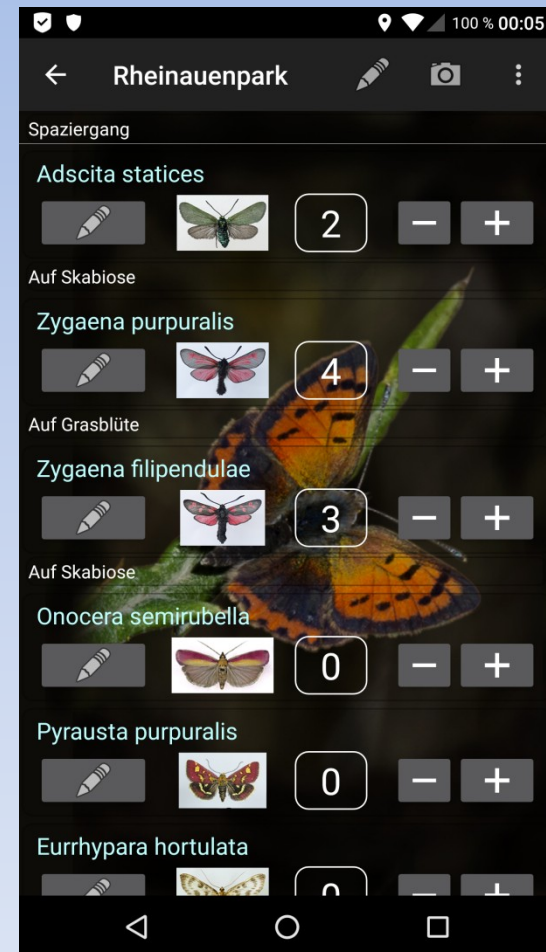 100 % 00:05
Rheinauenpark
Spaziergang
Adscita statices
2
Auf Skabiose
Zygaena purpuralis
4
Auf Grasblüte
Zygaena filipendulae
3
Auf Skabiose
Onocera semirubella
0
Pyrausta purpuralis
0
Eurrhypara hortulata
0